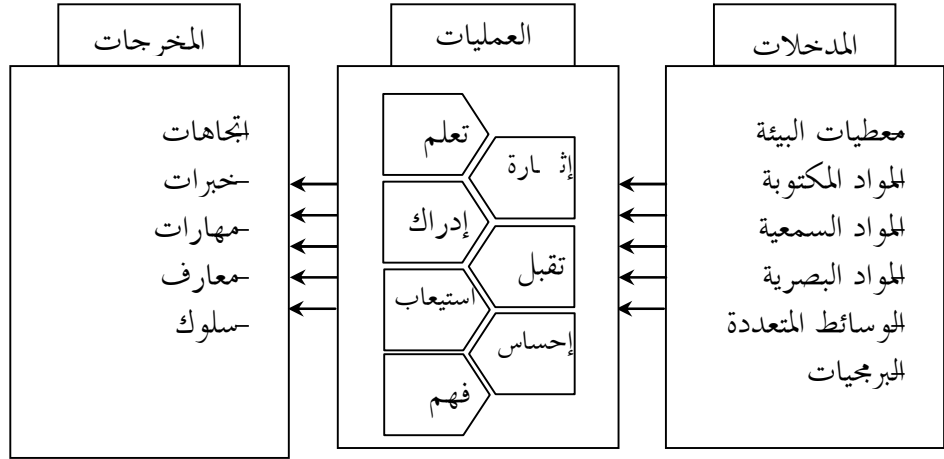 المدخلات
معطيات البيئة
المواد المكتوبة
المواد السمعية
المواد البصرية
الوسائط المتعددة
البرمجيات
العمليات
تعلم
إثارة
إدراك
تقبل
استيعاب
إحساس
فهم
المخرجات
اتجاهات
خبرات-
مهارات-
معارف-
سلوك-